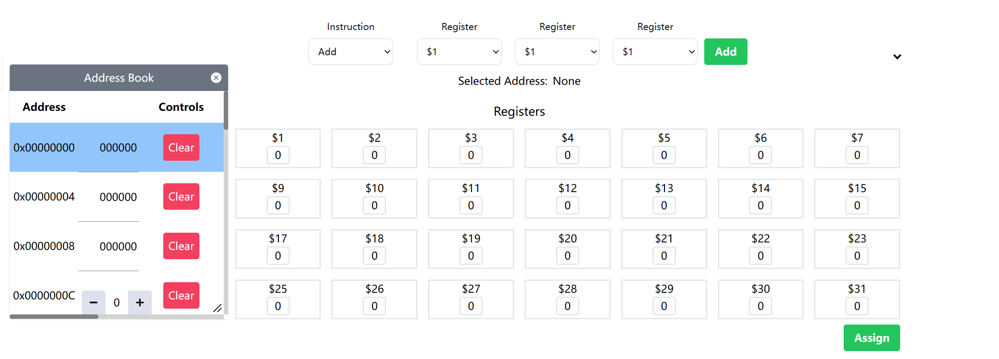 Instruction Register Register Register
Add $1 $1 $1 Add
Selected Address: None
Address Book
Address Controls
0x00000000 000000 Clear
0x00000004 000000 Clear
0x00000008 000000 Clear
0x0000000C 0 Clear
Registers
$1 $2 $3 $4 $5 $6 $7
0 0 0 0 0 0 0
$9 $10 $11 $12 $13 $14 $15
0 0 0 0 0 0 0
$17 $18 $19 $20 $21 $22 $23
0 0 0 0 0 0 0
$25 $26 $27 $28 $29 $30 $31
0 0 0 0 0 0 0
Assign